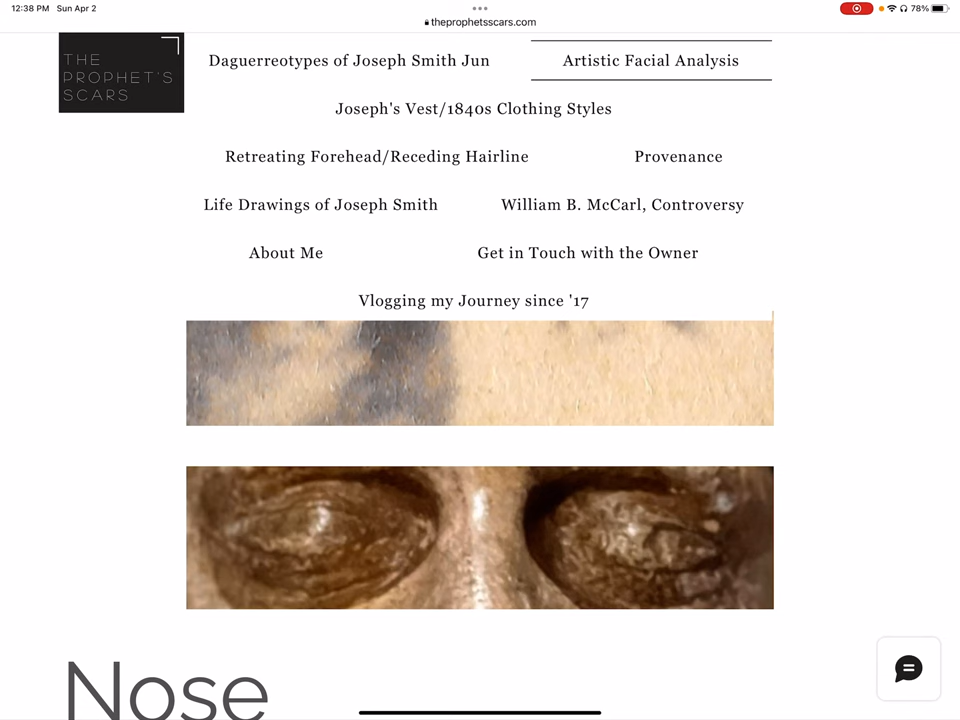 12:38 PM Sun Apr 2
theprophetsscars.com
78%
THE
PROPHET'S
SCARS
Daguerreotypes of Joseph Smith Jun
Artistic Facial Analysis
Joseph's Vest/1840s Clothing Styles
Retreating Forehead/Receding Hairline
Provenance
Life Drawings of Joseph Smith
William B. McCarl, Controversy
About Me
Get in Touch with the Owner
Vlogging my Journey since '17
Nose